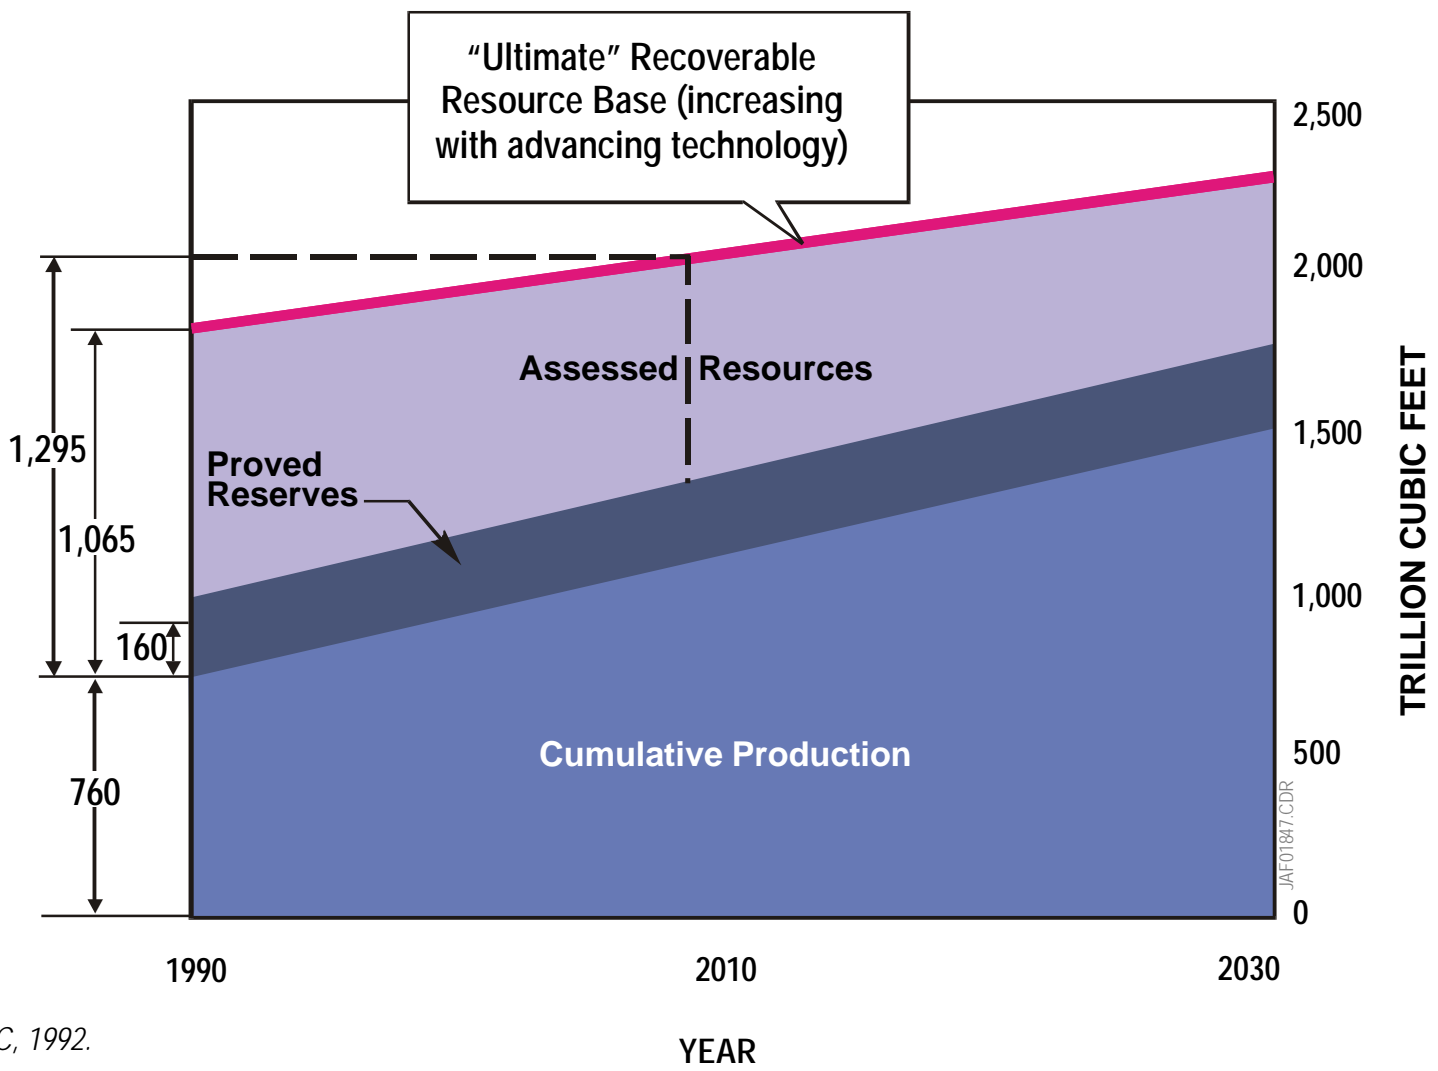 “Ultimate” Recoverable
Resource Base (increasing
with advancing technology)
2,500
2,000
1,500
1,000
500
0
TRILLION CUBIC FEET
1,295
1,065
160
760
Assessed Resources
Proved
Reserves
Cumulative Production
JAF01847.CDR
1990
2010
2030
YEAR
C, 1992.